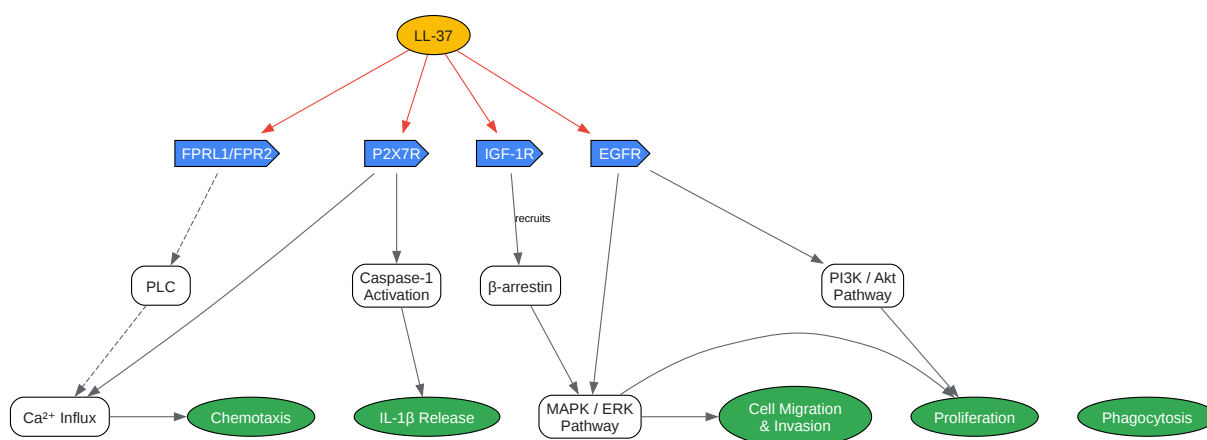 LL-37
FPRL1/FPR2
P2X7R
IGF-1R
EGFR
recruits
PLC
Caspase-1
Activation
β-arrestin
PI3K / Akt
Pathway
Ca²⁺ Influx
Chemotaxis
IL-1β Release
MAPK / ERK
Pathway
Cell Migration
& Invasion
Proliferation
Phagocytosis